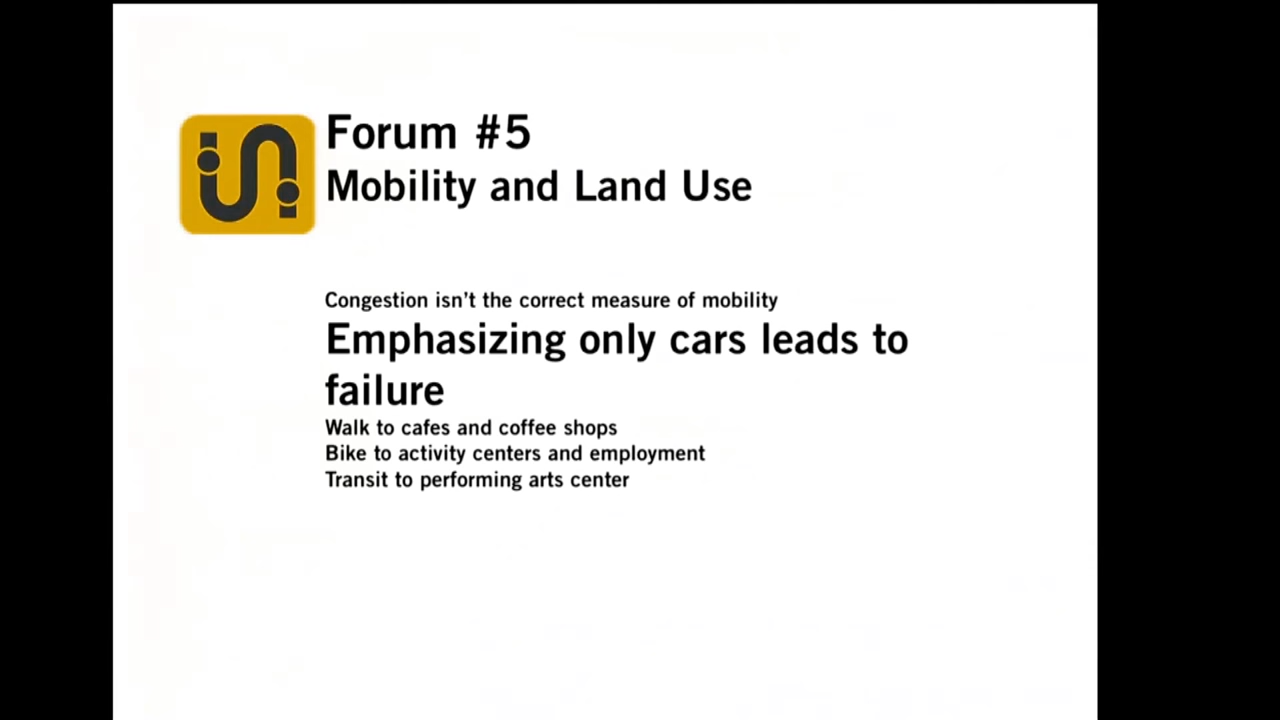 Forum #5
Mobility and Land Use
Congestion isn't the correct measure of mobility
Emphasizing only cars leads to
failure
Walk to cafes and coffee shops
Bike to activity centers and employment
Transit to performing arts center